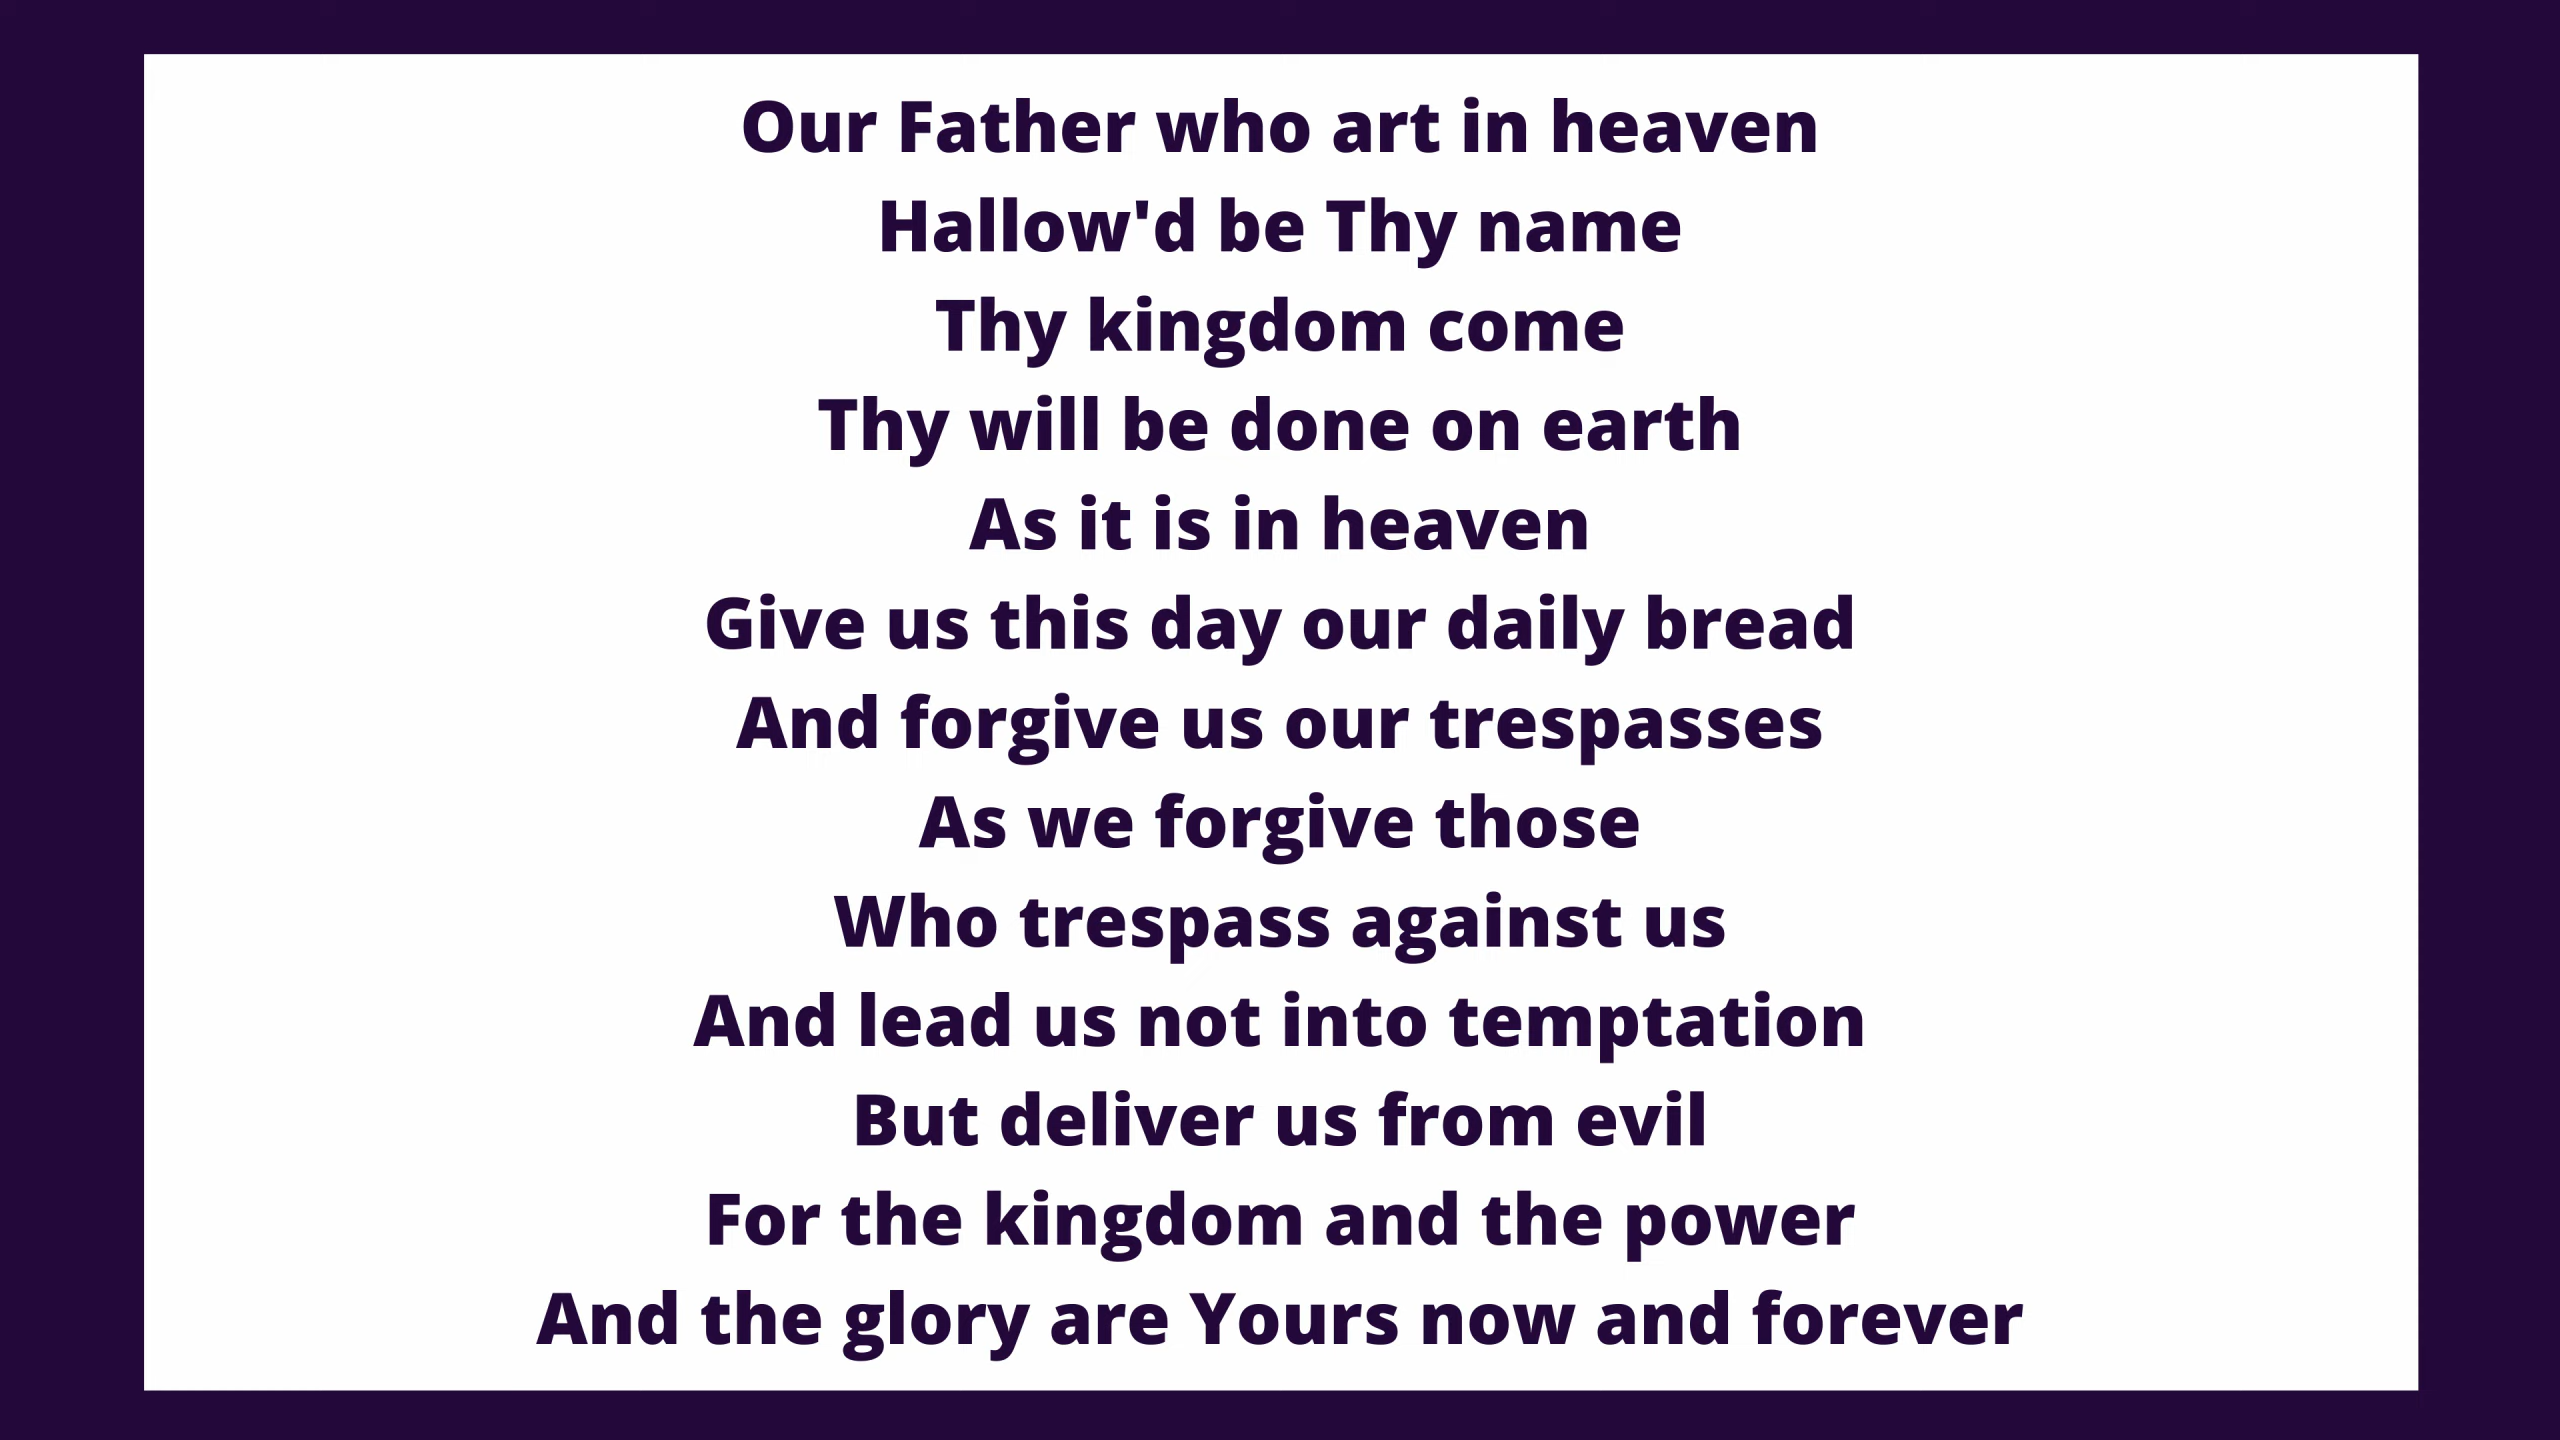 Our Father who art in heaven
Hallow'd be Thy name
Thy kingdom come
Thy will be done on earth
As it is in heaven
Give us this day our daily bread
And forgive us our trespasses
As we forgive those
Who trespass against us
And lead us not into temptation
But deliver us from evil
For the kingdom and the power
And the glory are Yours now and forever